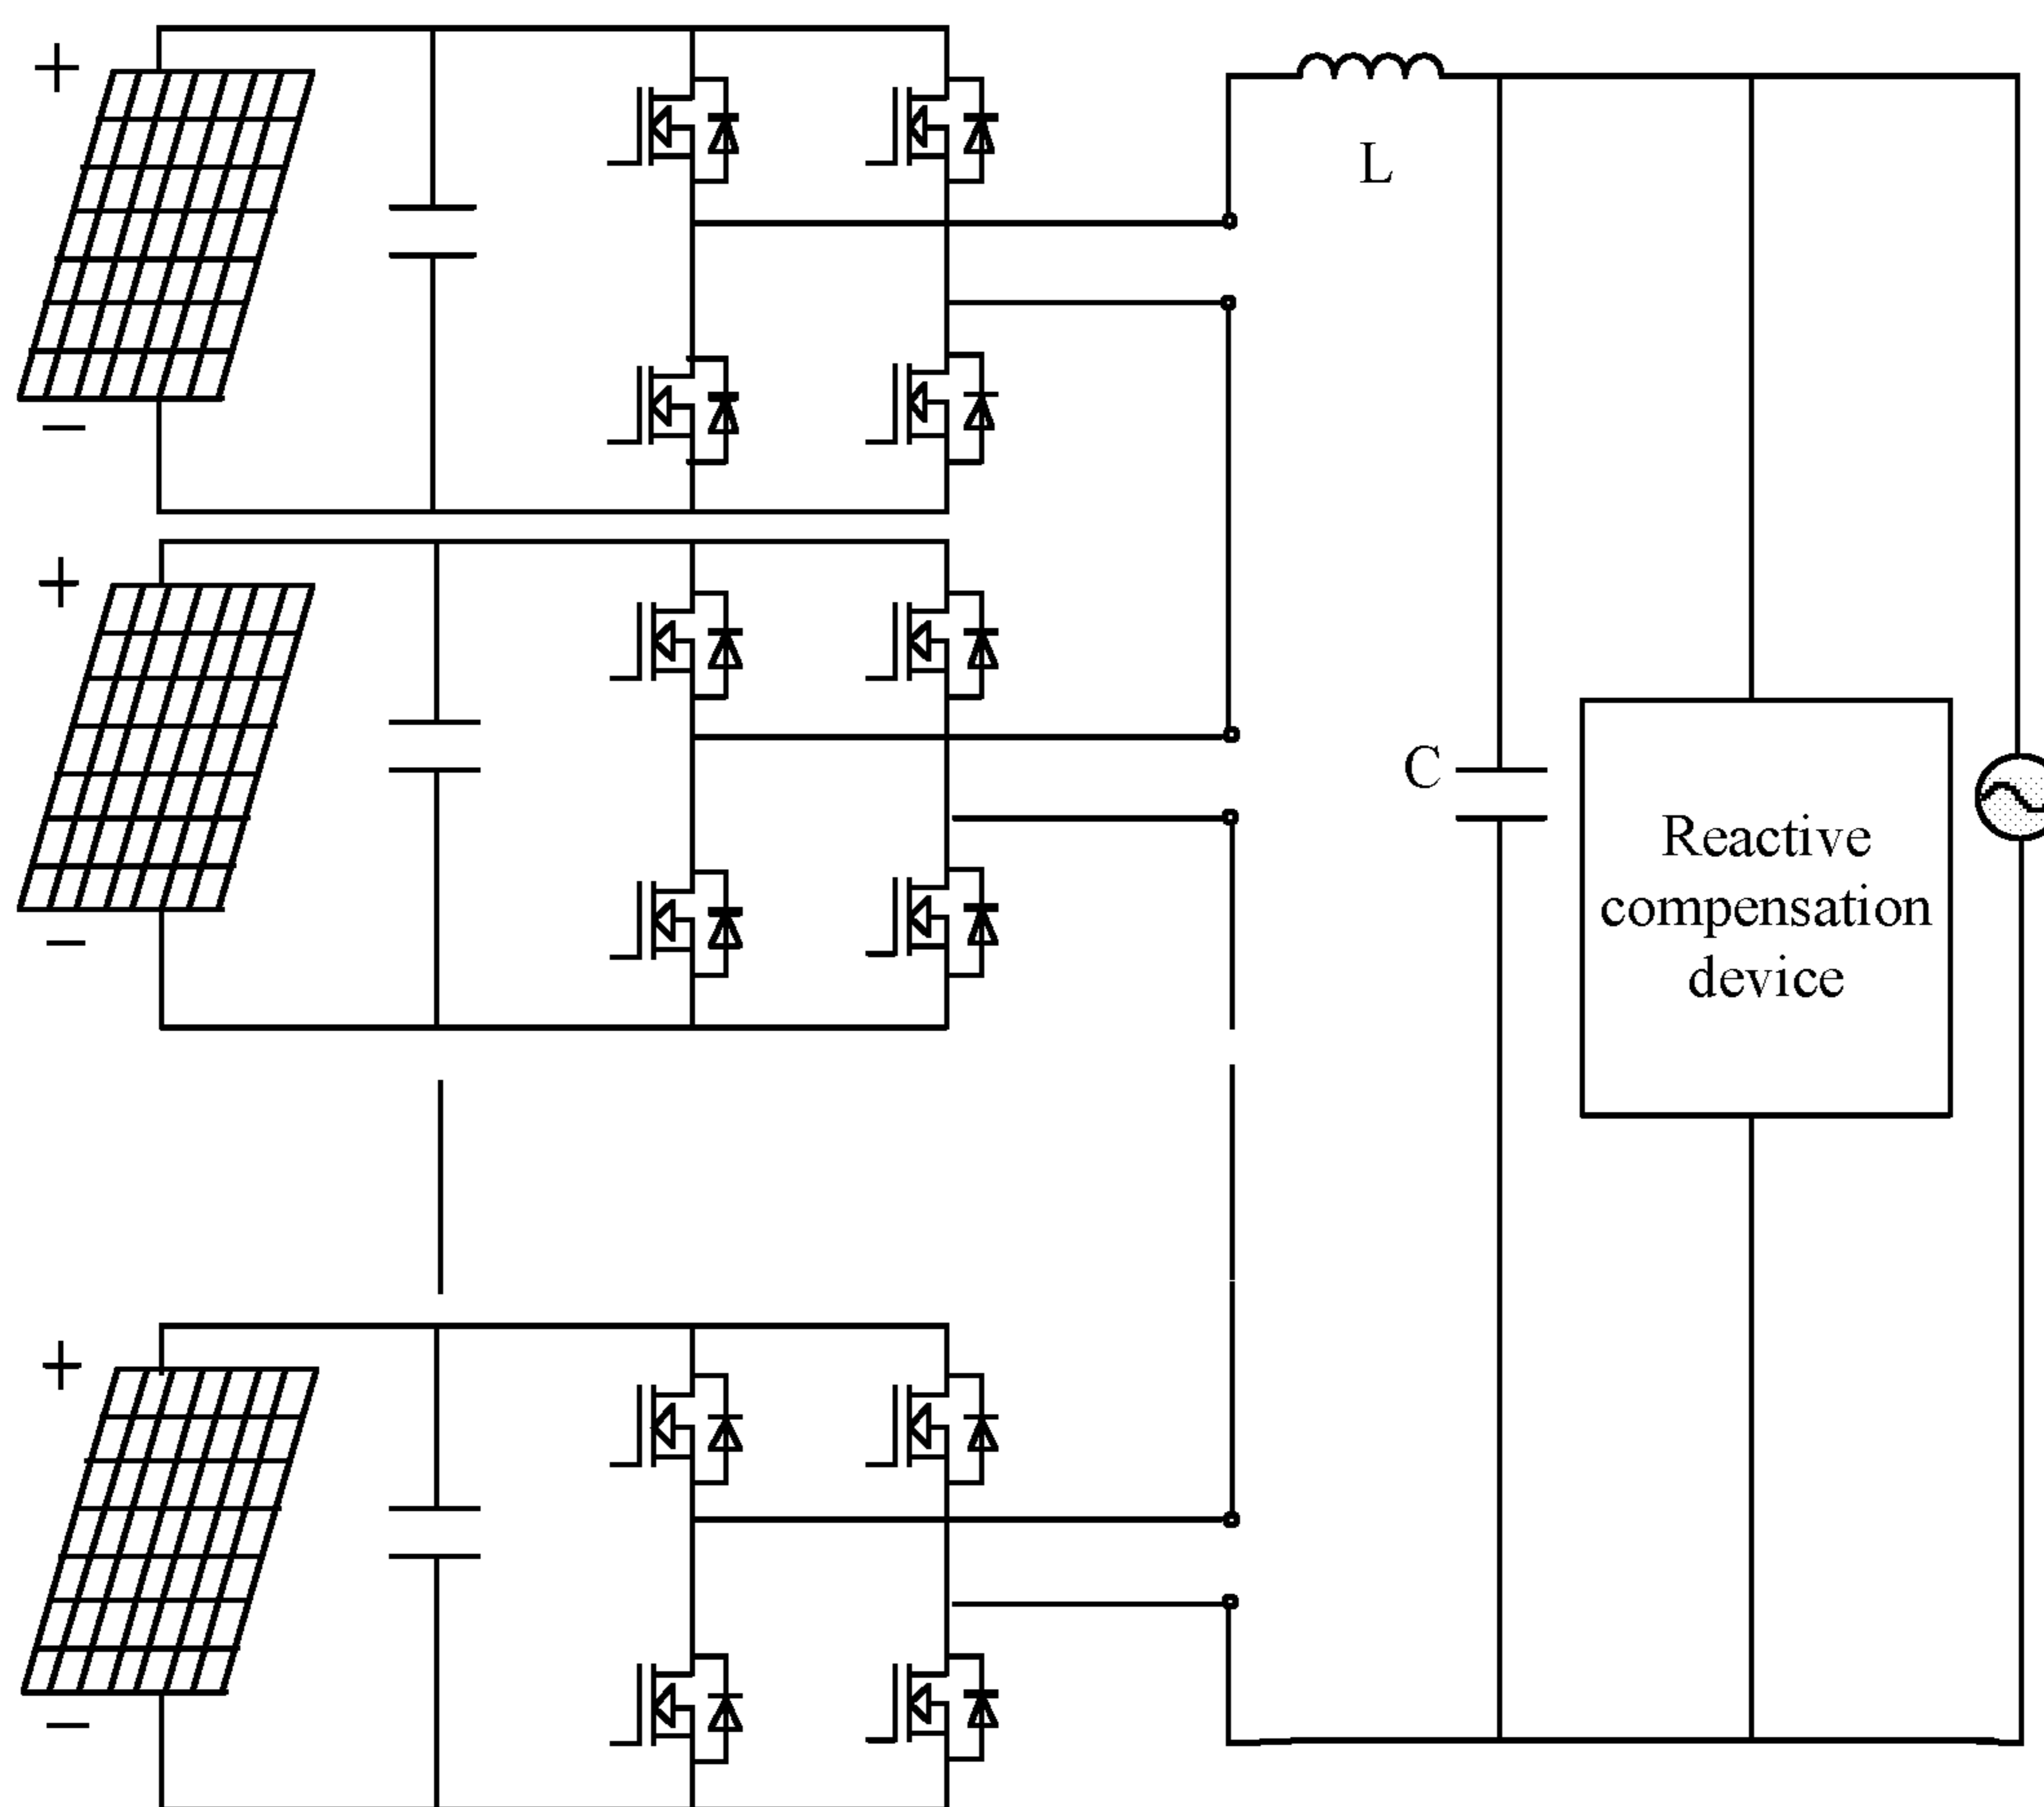 +
L
−
+
C
Reactive
compensation
device
−
+
−